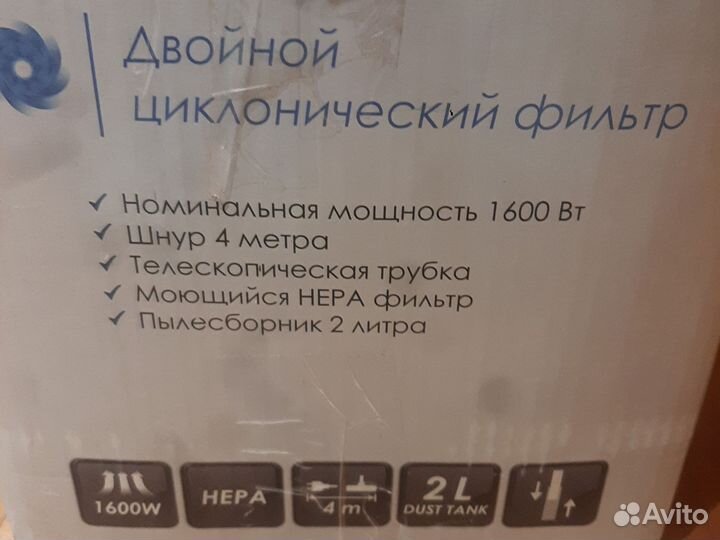 Двойной
циклонический фильтр
✓ Номинальная мощность 1600 Вт
✓ Шнур 4 метра
✓ Телескопическая трубка
✓ Моющийся HEPA фильтр
✓ Пылесборник 2 литра
1600W
HEPA
4 m
2 L
DUST TANK
Avito